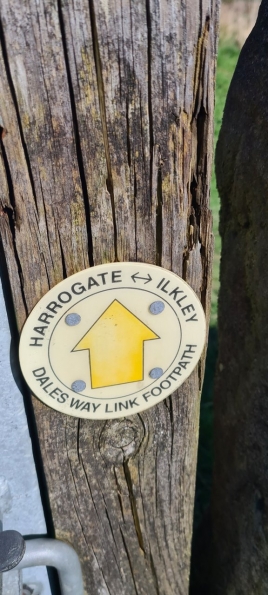 HARROGATE ↔ ILKLEY
DALES WAY LINK FOOTPATH